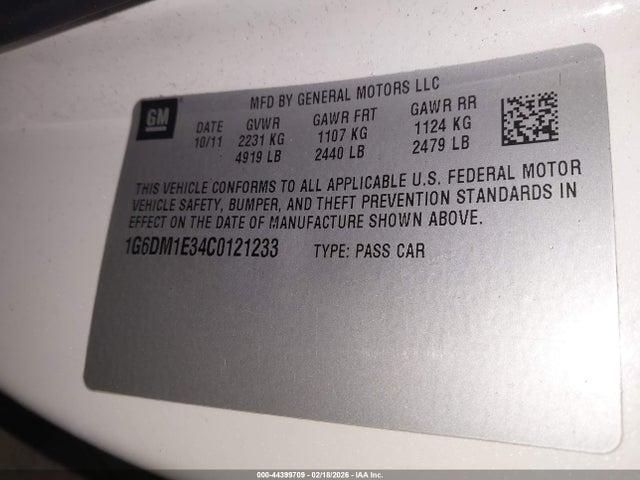 MFD BY GENERAL MOTORS LLC
GM
DATE GVWR GAWR FRT GAWR RR
10/11 2231 KG 1107 KG 1124 KG
4919 LB 2440 LB 2479 LB
THIS VEHICLE CONFORMS TO ALL APPLICABLE U.S. FEDERAL MOTOR
VEHICLE SAFETY, BUMPER, AND THEFT PREVENTION STANDARDS IN
EFFECT ON THE DATE OF MANUFACTURE SHOWN ABOVE.
1G6DM1E34C0121233 TYPE: PASS CAR
000-44399709 - 02/18/2026 - IAA Inc.